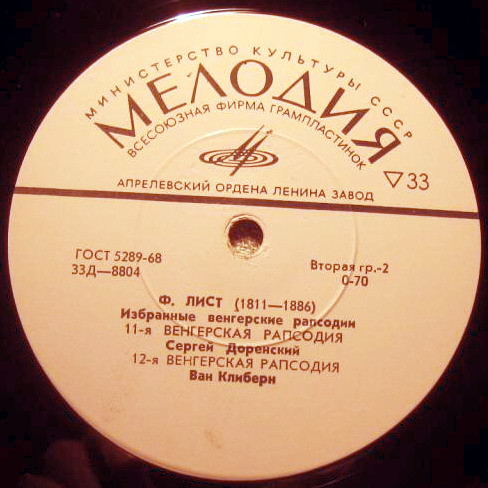 МИНИСТЕРСТВО КУЛЬТУРЫ СССР
МЕЛОДИЯ
ВСЕСОЮЗНАЯ ФИРМА ГРАМПЛАСТИНОК
▽33
АПРЕЛЕВСКИЙ ОРДЕНА ЛЕНИНА ЗАВОД
ГОСТ 5289-68
33Д—8804
Вторая гр.-2
0-70
Ф. ЛИСТ (1811—1886)
Избранные венгерские рапсодии
11-я ВЕНГЕРСКАЯ РАПСОДИЯ
Сергей Доренский
12-я ВЕНГЕРСКАЯ РАПСОДИЯ
Ван Клиберн